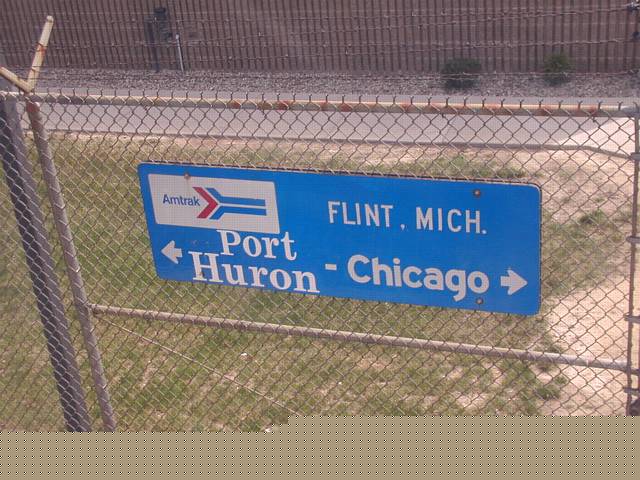 Amtrak
FLINT, MICH.
Port
Huron - Chicago